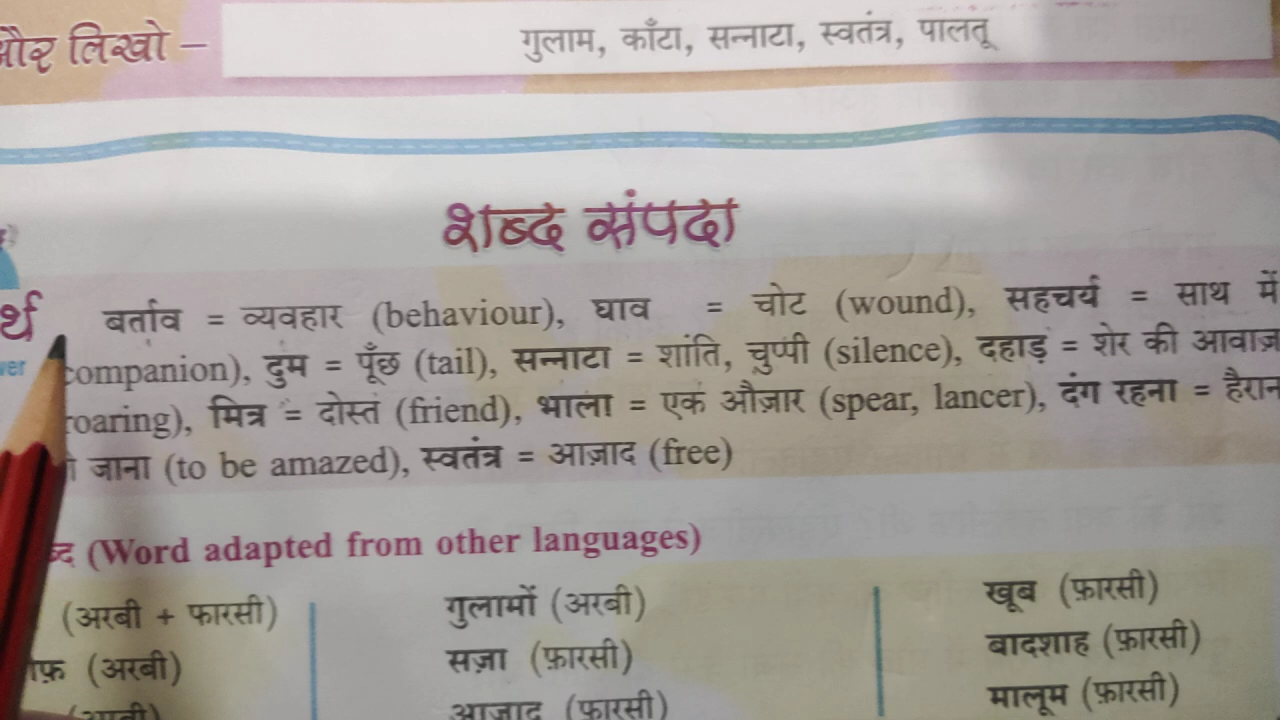 और लिखो – गुलाम, काँटा, सन्नाटा, स्वतंत्र, पालतू
शब्द संपदा
बर्ताव = व्यवहार (behaviour), घाव = चोट (wound), सहचर्य = साथ में
companion), दुम = पूँछ (tail), सन्नाटा = शांति, चुप्पी (silence), दहाड़ = शेर की आवाज़
roaring), मित्र = दोस्त (friend), भाला = एक औज़ार (spear, lancer), दंग रहना = हैरान
जाना (to be amazed), स्वतंत्र = आज़ाद (free)
(Word adapted from other languages)
(अरबी + फारसी) गुलामों (अरबी) खूब (फ़ारसी)
(अरबी) सज़ा (फ़ारसी) बादशाह (फ़ारसी)
(अरबी) आज़ाद (फ़ारसी) मालूम (फ़ारसी)